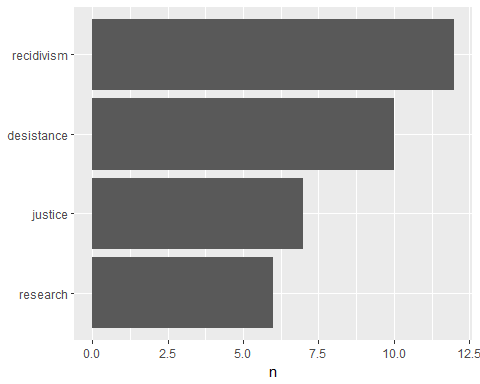 recidivism
desistance
justice
research
0.0 2.5 5.0 7.5 10.0 12.5
n